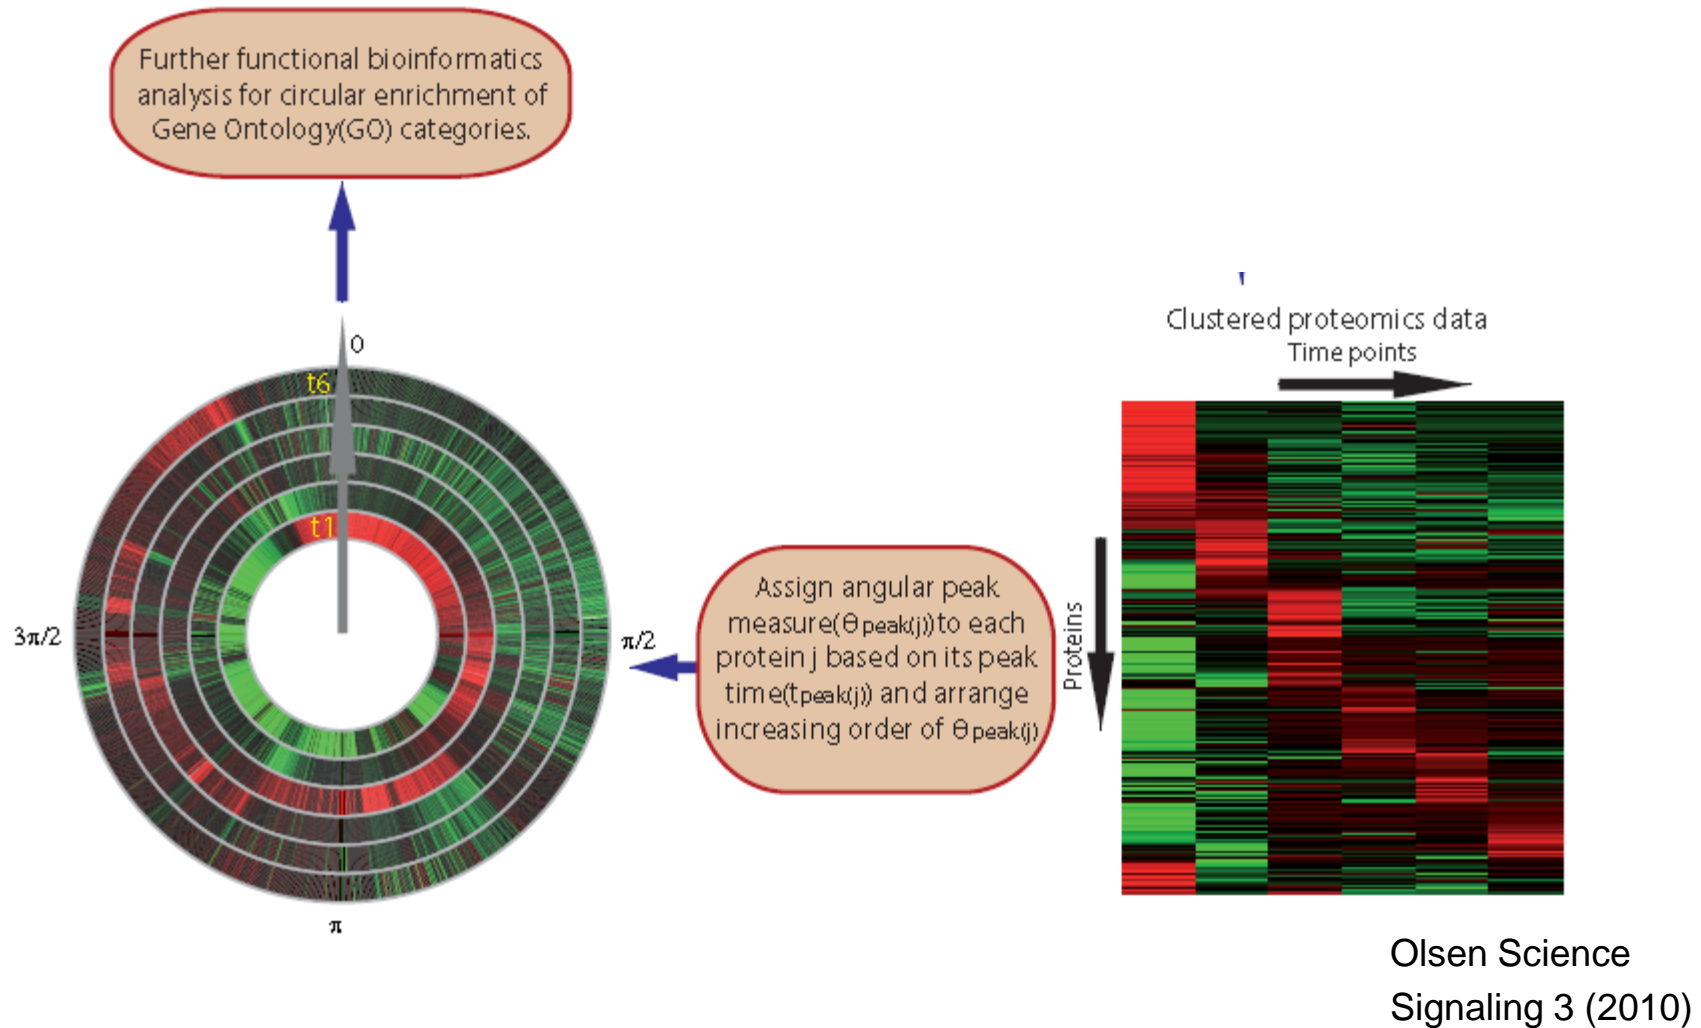 Further functional bioinformatics
analysis for circular enrichment of
Gene Ontology(GO) categories.
0
t6
t1
3π/2
π/2
π
Assign angular peak
measure(θpeak(j))to each
protein j based on its peak
time(tpeak(j)) and arrange
increasing order of θpeak(j)
Clustered proteomics data
Time points
Proteins
Olsen Science
Signaling 3 (2010)